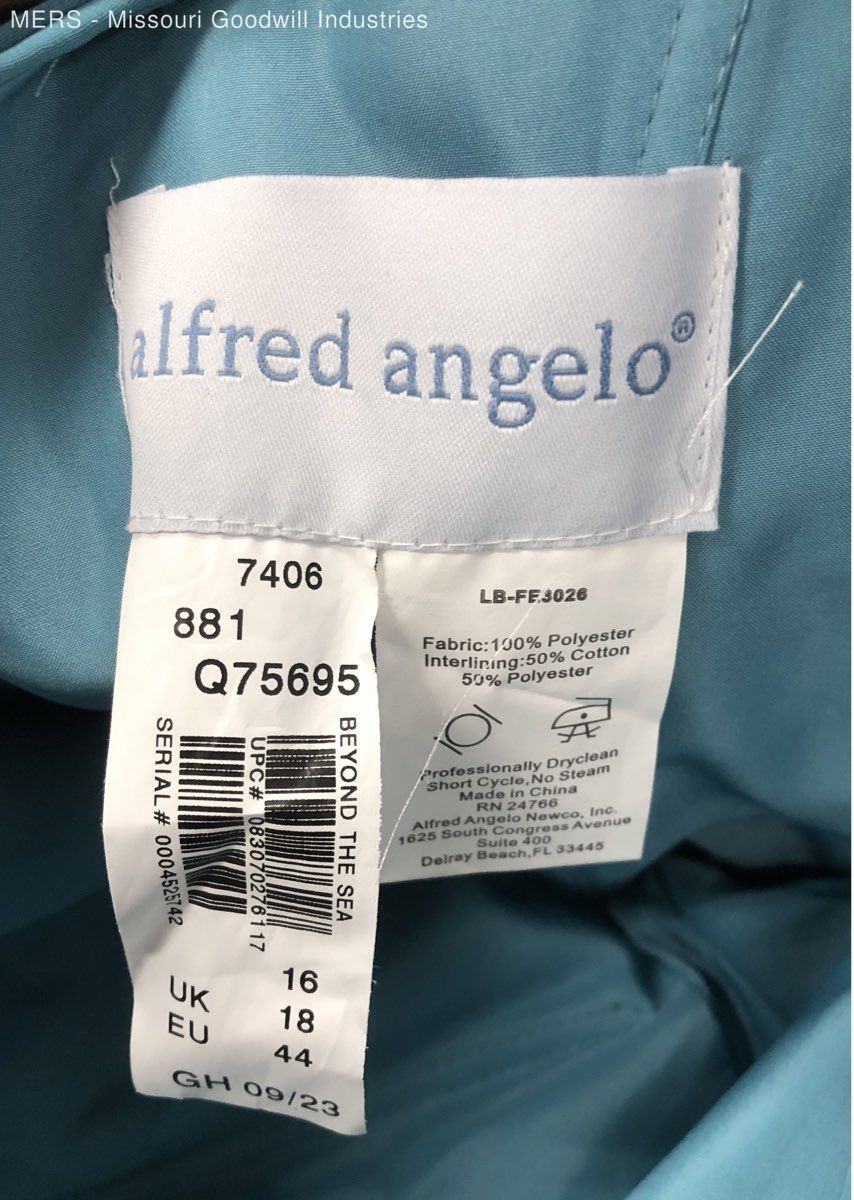 MERS - Missouri Goodwill Industries
alfred angelo®
7406
881
Q75695
BEYOND THE SEA
UPC# 083070276117
SERIAL# 0004525742
16
UK 18
EU 44
GH 09/23
LB-FF3026
Fabric:100% Polyester
Interlining:50% Cotton
50% Polyester
A
Professionally Dryclean
Short Cycle,No Steam
Made in China
RN 24766
Alfred Angelo Newco, Inc.
1625 South Congress Avenue
Suite 400
Delray Beach,FL 33445